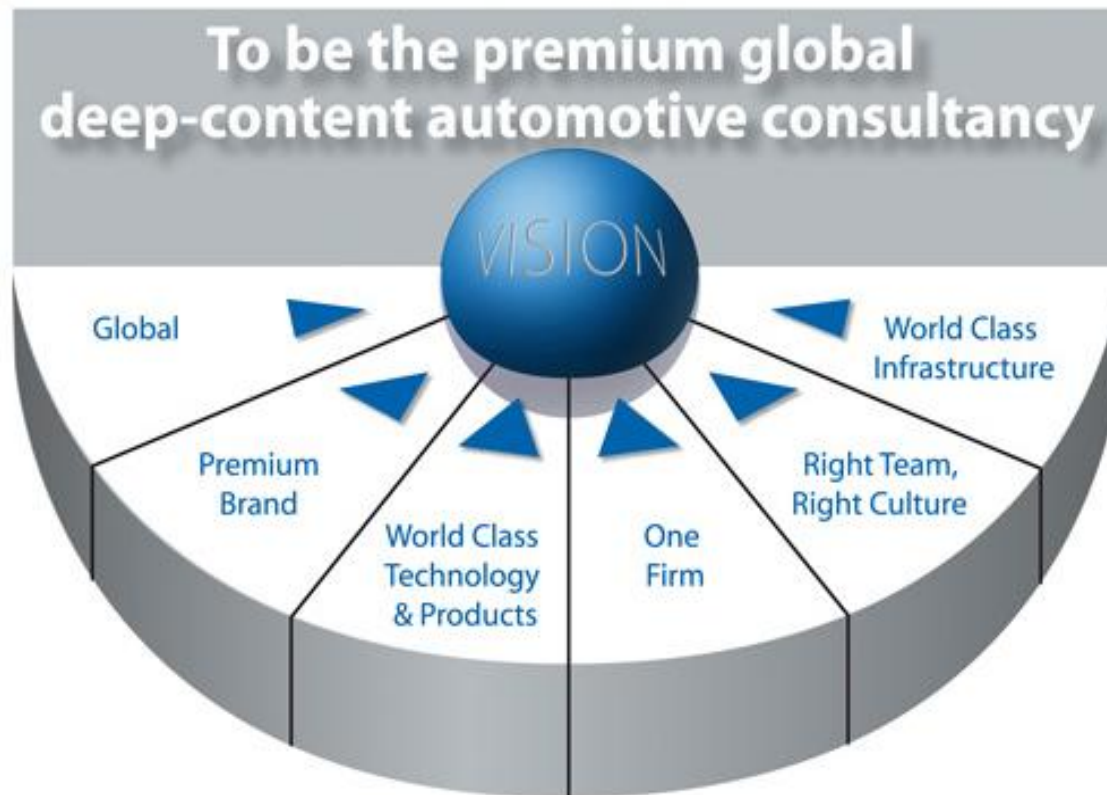 To be the premium global
deep-content automotive consultancy
VISION
Global
Premium
Brand
World Class
Technology
& Products
One
Firm
Right Team,
Right Culture
World Class
Infrastructure